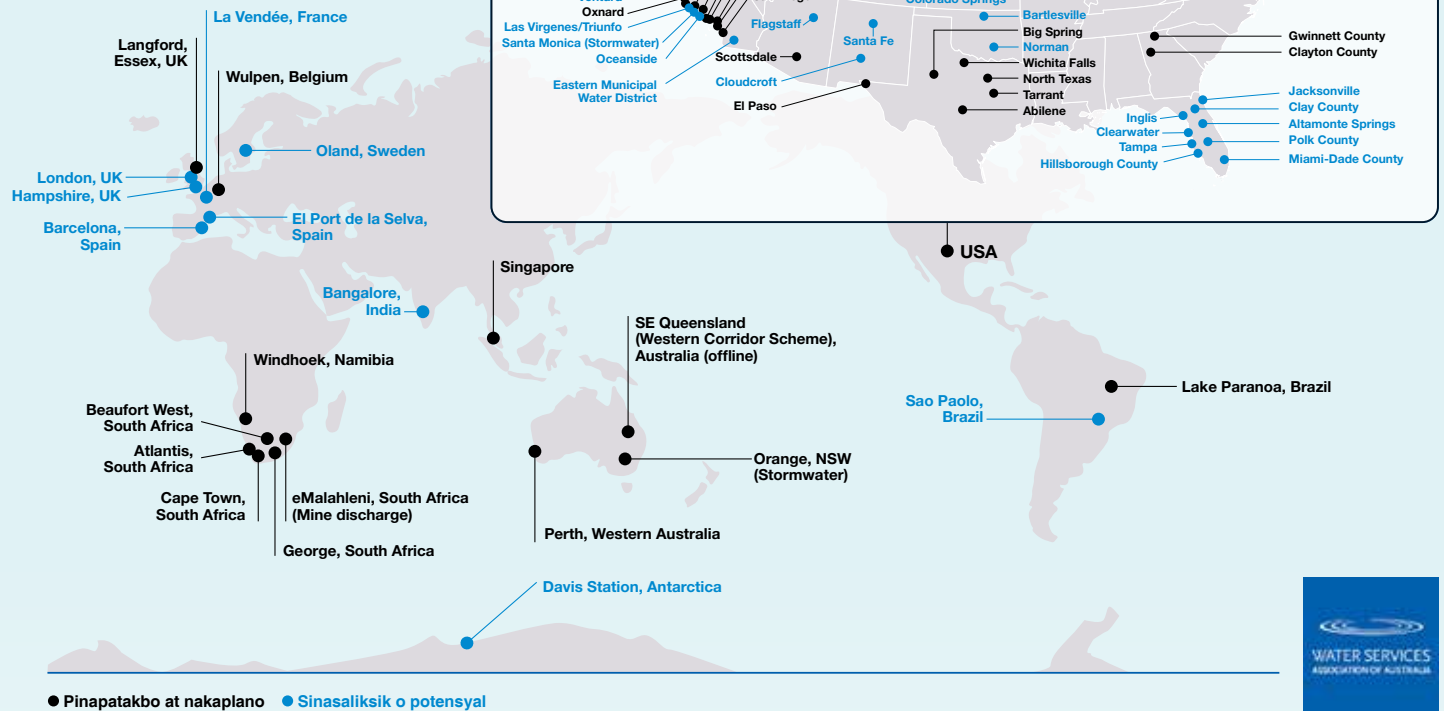 La Vendée, France
Langford,
Essex, UK
Wulpen, Belgium
Oland, Sweden
London, UK
Hampshire, UK
El Port de la Selva,
Spain
Barcelona,
Spain
Oxnard
Las Virgenes/Triunfo
Santa Monica (Stormwater)
Oceanside
Eastern Municipal
Water District
Flagstaff
Scottsdale
Santa Fe
Cloudcroft
El Paso
Colorado Springs
Bartlesville
Big Spring
Norman
Wichita Falls
North Texas
Tarrant
Abilene
Gwinnett County
Clayton County
Jacksonville
Clay County
Inglis
Altamonte Springs
Clearwater
Polk County
Tampa
Hillsborough County
Miami-Dade County
USA
Singapore
Bangalore,
India
SE Queensland
(Western Corridor Scheme),
Australia (offline)
Windhoek, Namibia
Lake Paranoa, Brazil
Sao Paolo,
Brazil
Beaufort West,
South Africa
Atlantis,
South Africa
Orange, NSW
(Stormwater)
Cape Town,
South Africa
eMalahleni, South Africa
(Mine discharge)
Perth, Western Australia
George, South Africa
Davis Station, Antarctica
WATER SERVICES
ASSOCIATION OF AUSTRALIA
Pinapatakbo at nakaplano
Sinasaliksik o potensyal